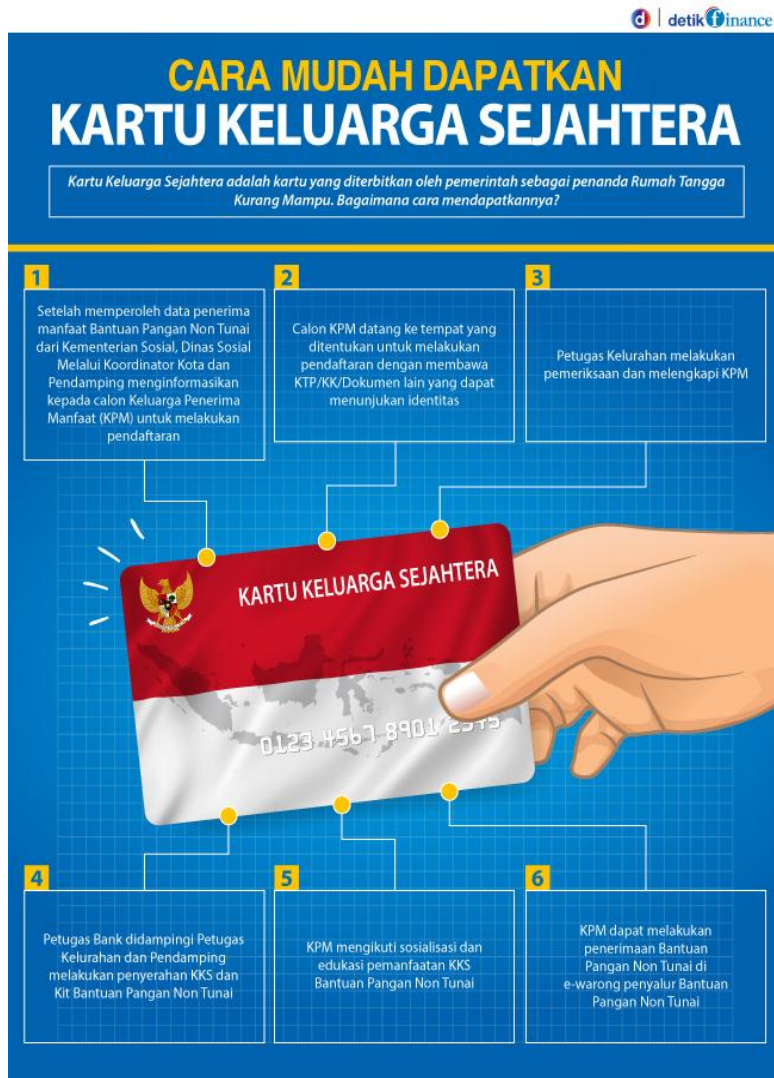 d | detikfinance
CARA MUDAH DAPATKAN
KARTU KELUARGA SEJAHTERA
Kartu Keluarga Sejahtera adalah kartu yang diterbitkan oleh pemerintah sebagai penanda Rumah Tangga
Kurang Mampu. Bagaimana cara mendapatkannya?
1
Setelah memperoleh data penerima
manfaat Bantuan Pangan Non Tunai
dari Kementerian Sosial, Dinas Sosial
Melalui Koordinator Kota dan
Pendamping menginformasikan
kepada calon Keluarga Penerima
Manfaat (KPM) untuk melakukan
pendaftaran
2
Calon KPM datang ke tempat yang
ditentukan untuk melakukan
pendaftaran dengan membawa
KTP/KK/Dokumen lain yang dapat
menunjukan identitas
3
Petugas Kelurahan melakukan
pemeriksaan dan melengkapi KPM
KARTU KELUARGA SEJAHTERA
0123 4567 8901 2345
4
Petugas Bank didampingi Petugas
Kelurahan dan Pendamping
melakukan penyerahan KKS dan
Kit Bantuan Pangan Non Tunai
5
KPM mengikuti sosialisasi dan
edukasi pemanfaatan KKS
Bantuan Pangan Non Tunai
6
KPM dapat melakukan
penerimaan Bantuan
Pangan Non Tunai di
e-warong penyalur Bantuan
Pangan Non Tunai